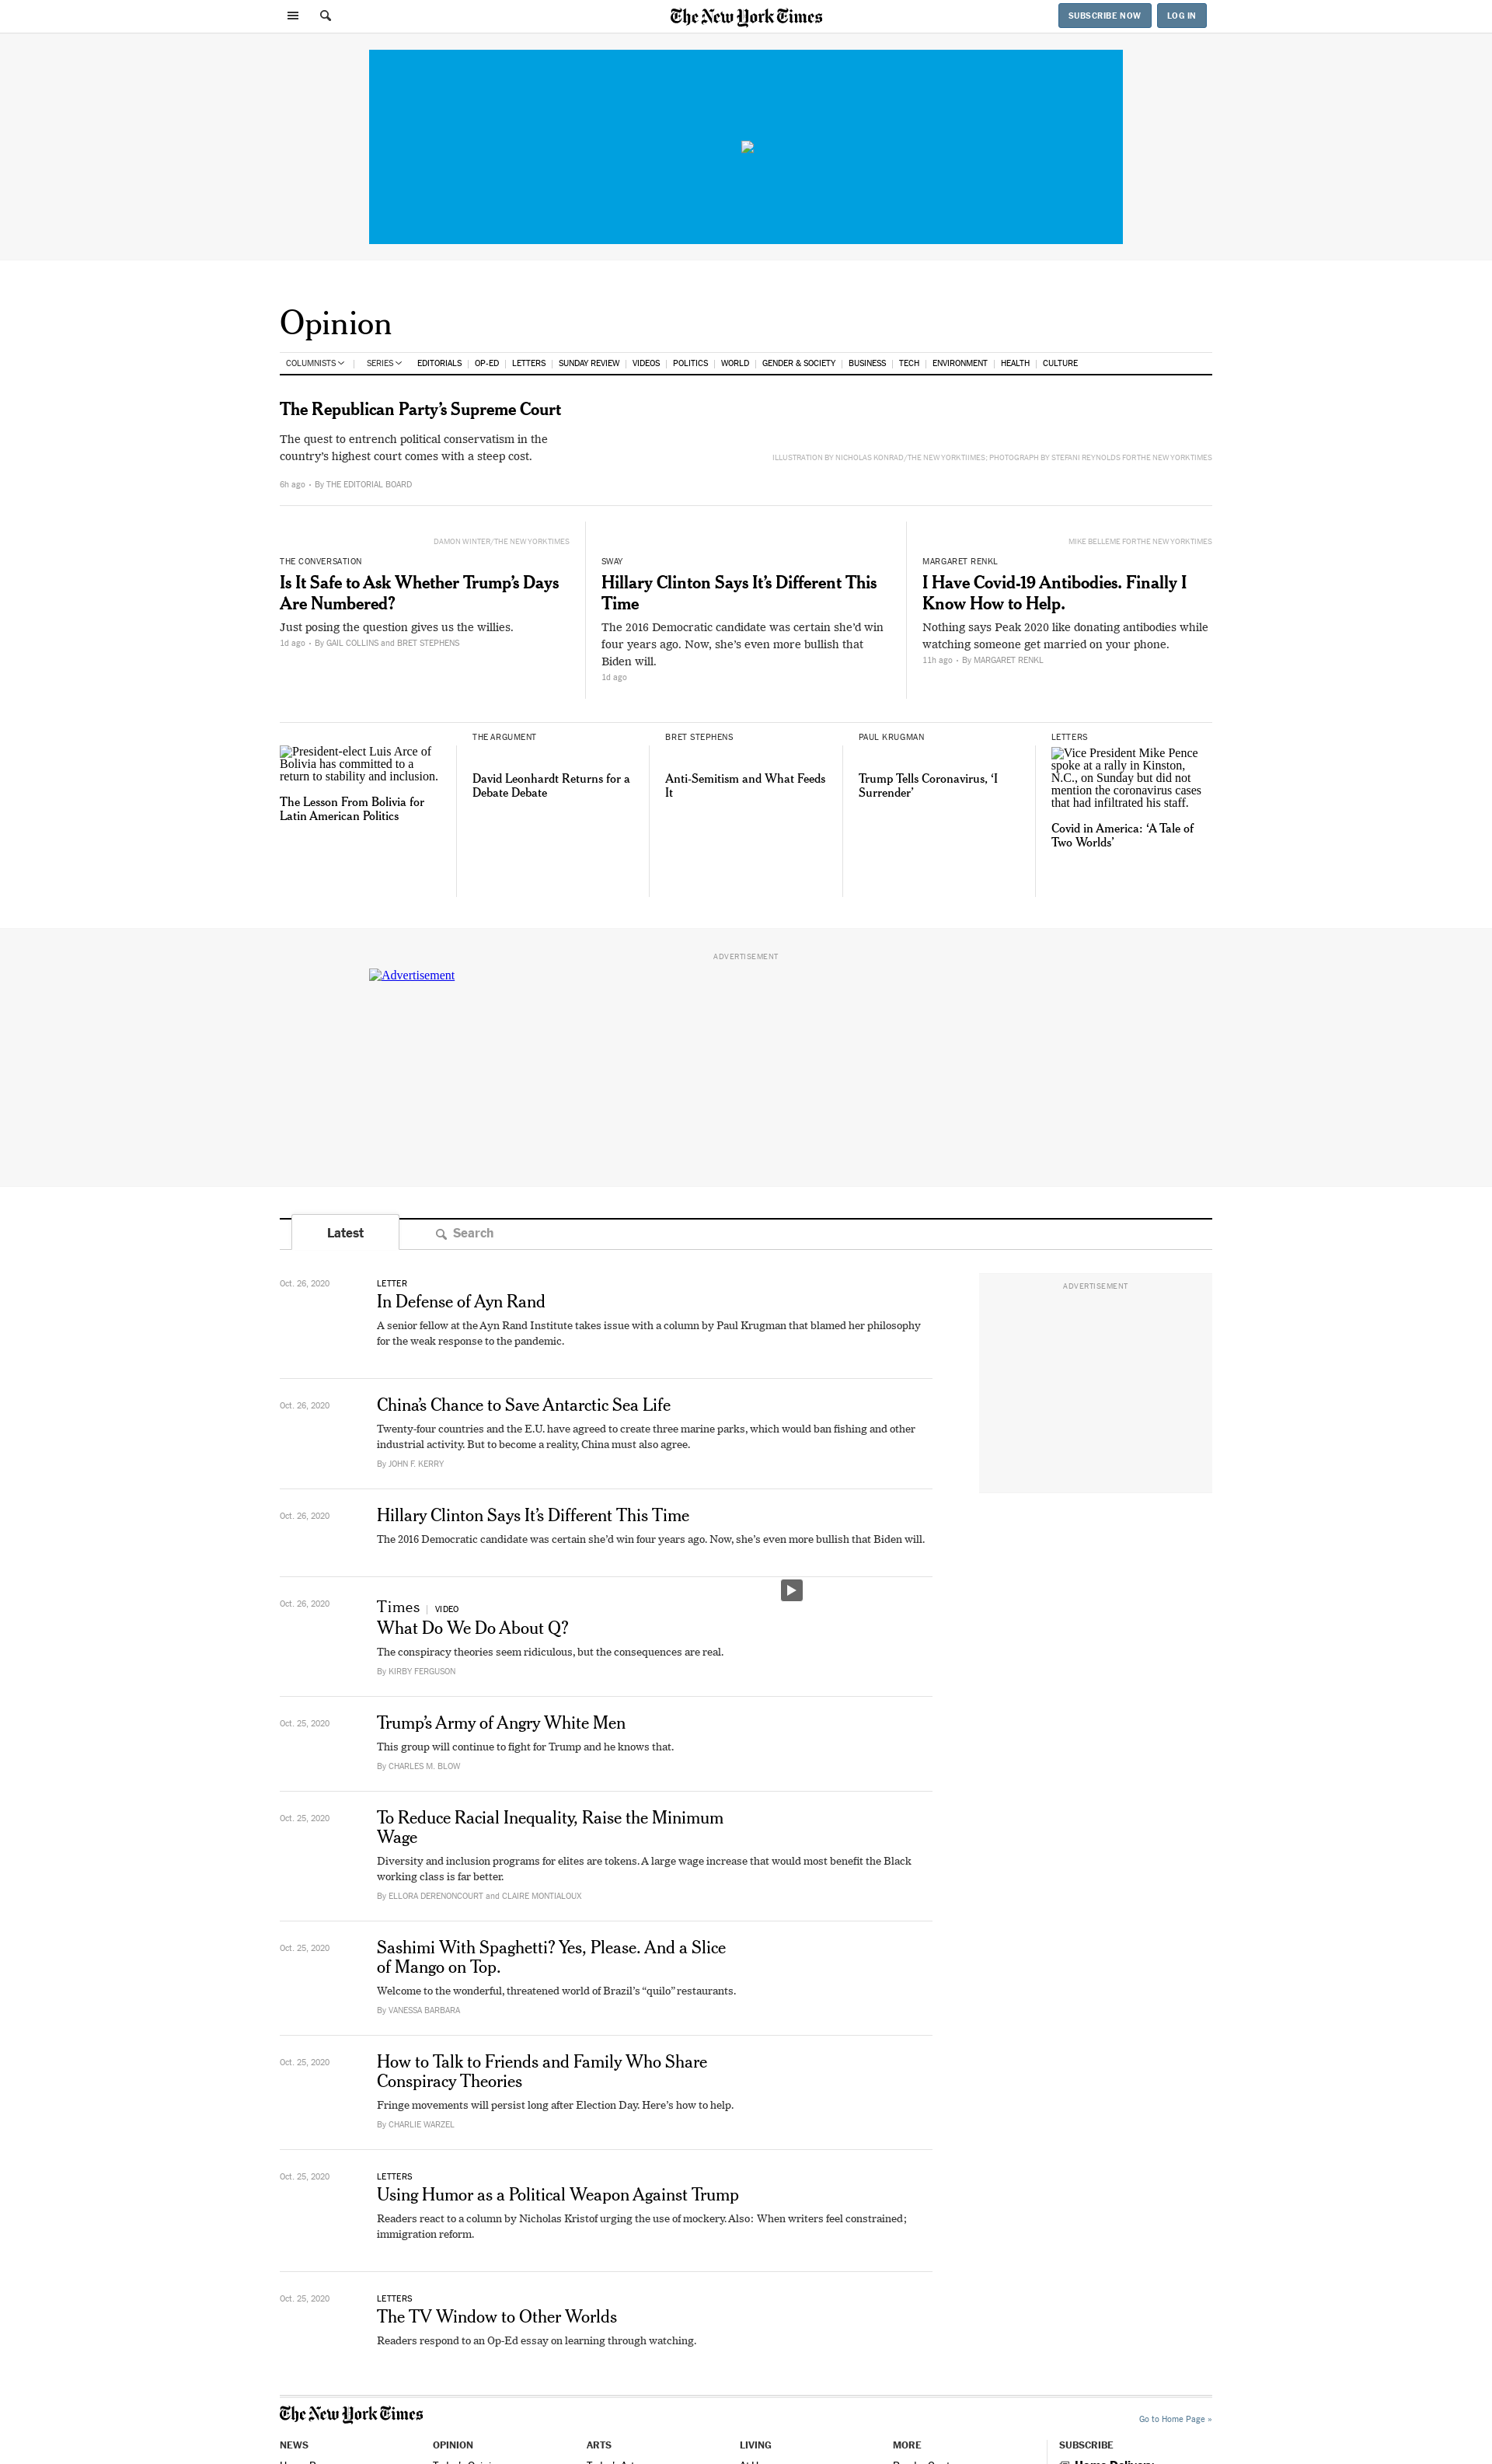 The New York Times
SUBSCRIBE NOW
LOG IN
Opinion
COLUMNISTS | SERIES EDITORIALS | OP-ED | LETTERS | SUNDAY REVIEW | VIDEOS | POLITICS | WORLD | GENDER & SOCIETY | BUSINESS | TECH | ENVIRONMENT | HEALTH | CULTURE
The Republican Party’s Supreme Court
The quest to entrench political conservatism in the
country’s highest court comes with a steep cost.
ILLUSTRATION BY NICHOLAS KONRAD/THE NEW YORK TIIMES; PHOTOGRAPH BY STEFANI REYNOLDS FOR THE NEW YORK TIMES
6h ago • By THE EDITORIAL BOARD
DAMON WINTER/THE NEW YORK TIMES
THE CONVERSATION
Is It Safe to Ask Whether Trump’s Days
Are Numbered?
Just posing the question gives us the willies.
1d ago • By GAIL COLLINS and BRET STEPHENS
SWAY
Hillary Clinton Says It’s Different This
Time
The 2016 Democratic candidate was certain she’d win
four years ago. Now, she’s even more bullish that
Biden will.
1d ago
MIKE BELLEME FOR THE NEW YORK TIMES
MARGARET RENKL
I Have Covid-19 Antibodies. Finally I
Know How to Help.
Nothing says Peak 2020 like donating antibodies while
watching someone get married on your phone.
11h ago • By MARGARET RENKL
President-elect Luis Arce of
Bolivia has committed to a
return to stability and inclusion.
The Lesson From Bolivia for
Latin American Politics
THE ARGUMENT
David Leonhardt Returns for a
Debate Debate
BRET STEPHENS
Anti-Semitism and What Feeds
It
PAUL KRUGMAN
Trump Tells Coronavirus, ‘I
Surrender’
LETTERS
Vice President Mike Pence
spoke at a rally in Kinston,
N.C., on Sunday but did not
mention the coronavirus cases
that had infiltrated his staff.
Covid in America: ‘A Tale of
Two Worlds’
ADVERTISEMENT
Advertisement
Latest
Search
ADVERTISEMENT
Oct. 26, 2020
LETTER
In Defense of Ayn Rand
A senior fellow at the Ayn Rand Institute takes issue with a column by Paul Krugman that blamed her philosophy
for the weak response to the pandemic.
Oct. 26, 2020
China’s Chance to Save Antarctic Sea Life
Twenty-four countries and the E.U. have agreed to create three marine parks, which would ban fishing and other
industrial activity. But to become a reality, China must also agree.
By JOHN F. KERRY
Oct. 26, 2020
Hillary Clinton Says It’s Different This Time
The 2016 Democratic candidate was certain she’d win four years ago. Now, she’s even more bullish that Biden will.
Oct. 26, 2020
Times | VIDEO
What Do We Do About Q?
The conspiracy theories seem ridiculous, but the consequences are real.
By KIRBY FERGUSON
Oct. 25, 2020
Trump’s Army of Angry White Men
This group will continue to fight for Trump and he knows that.
By CHARLES M. BLOW
Oct. 25, 2020
To Reduce Racial Inequality, Raise the Minimum
Wage
Diversity and inclusion programs for elites are tokens. A large wage increase that would most benefit the Black
working class is far better.
By ELLORA DERENONCOURT and CLAIRE MONTIALOUX
Oct. 25, 2020
Sashimi With Spaghetti? Yes, Please. And a Slice
of Mango on Top.
Welcome to the wonderful, threatened world of Brazil’s “quilo” restaurants.
By VANESSA BARBARA
Oct. 25, 2020
How to Talk to Friends and Family Who Share
Conspiracy Theories
Fringe movements will persist long after Election Day. Here’s how to help.
By CHARLIE WARZEL
Oct. 25, 2020
LETTERS
Using Humor as a Political Weapon Against Trump
Readers react to a column by Nicholas Kristof urging the use of mockery. Also: When writers feel constrained;
immigration reform.
Oct. 25, 2020
LETTERS
The TV Window to Other Worlds
Readers respond to an Op-Ed essay on learning through watching.
The New York Times
Go to Home Page »
NEWS
OPINION
ARTS
LIVING
MORE
SUBSCRIBE